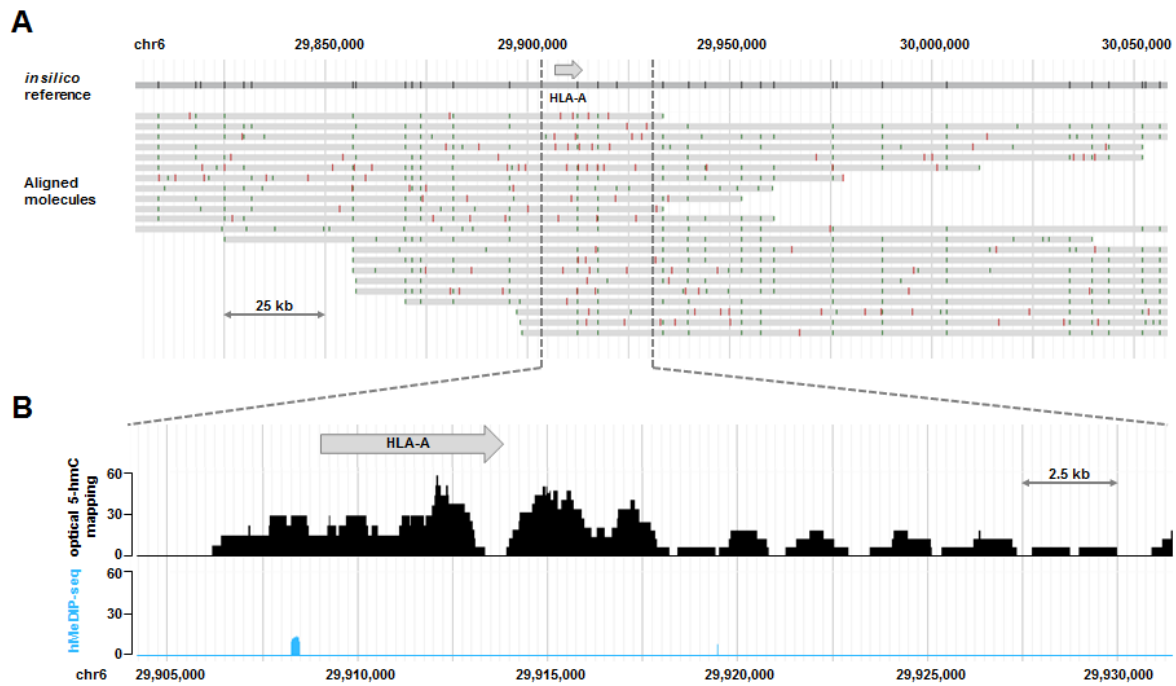 A
chr6 29,850,000 29,900,000 29,950,000 30,000,000 30,050,000
in silico
reference
HLA-A
Aligned
molecules
25 kb
B
HLA-A
optical 5-hmC
mapping
60
30
0
2.5 kb
hMeDIP-seq
60
30
0
chr6 29,905,000 29,910,000 29,915,000 29,920,000 29,925,000 29,930,000